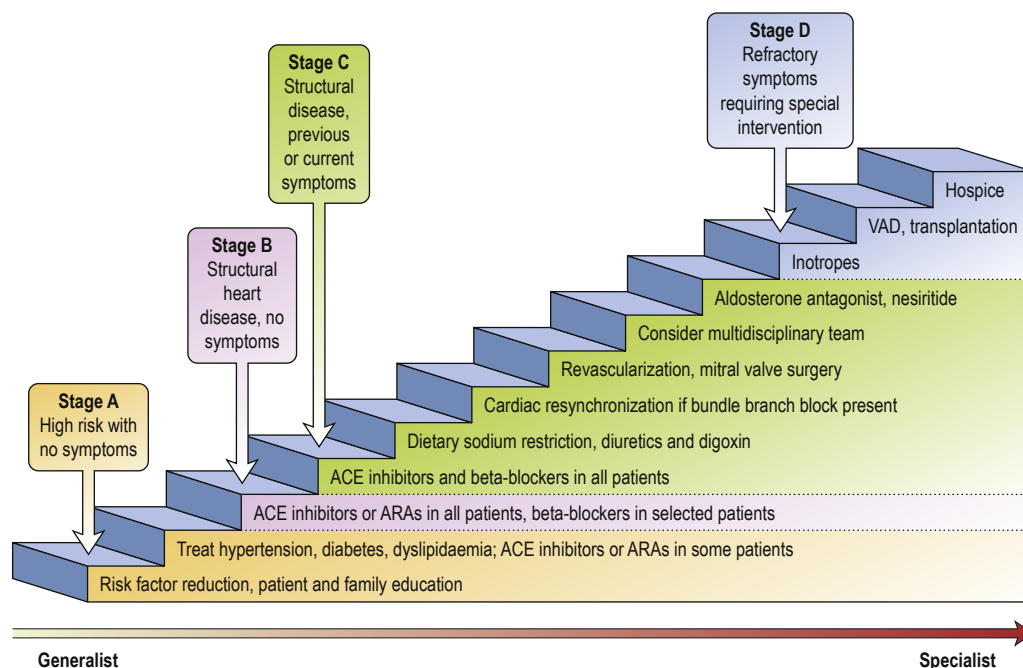 Stage D
Refractory
symptoms
requiring special
intervention
Stage C
Structural
disease,
previous
or current
symptoms
Stage B
Structural
heart
disease, no
symptoms
Stage A
High risk with
no symptoms
Hospice
VAD, transplantation
Inotropes
Aldosterone antagonist, nesiritide
Consider multidisciplinary team
Revascularization, mitral valve surgery
Cardiac resynchronization if bundle branch block present
Dietary sodium restriction, diuretics and digoxin
ACE inhibitors and beta-blockers in all patients
ACE inhibitors or ARAs in all patients, beta-blockers in selected patients
Treat hypertension, diabetes, dyslipidaemia; ACE inhibitors or ARAs in some patients
Risk factor reduction, patient and family education
Generalist
Specialist